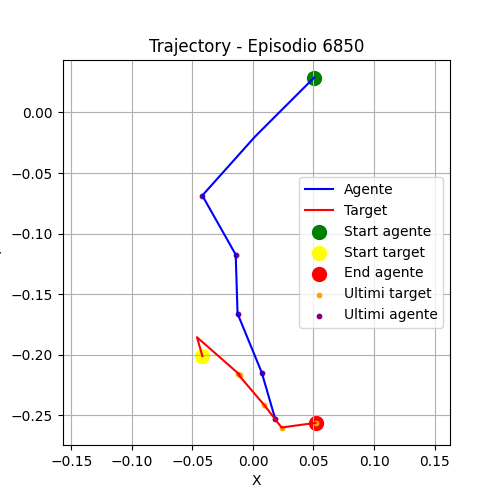 Trajectory - Episodio 6850
0.00
−0.05
−0.10
−0.15
−0.20
−0.25
Agente
Target
Start agente
Start target
End agente
Ultimi target
Ultimi agente
−0.15
−0.10
−0.05
0.00
0.05
0.10
0.15
X